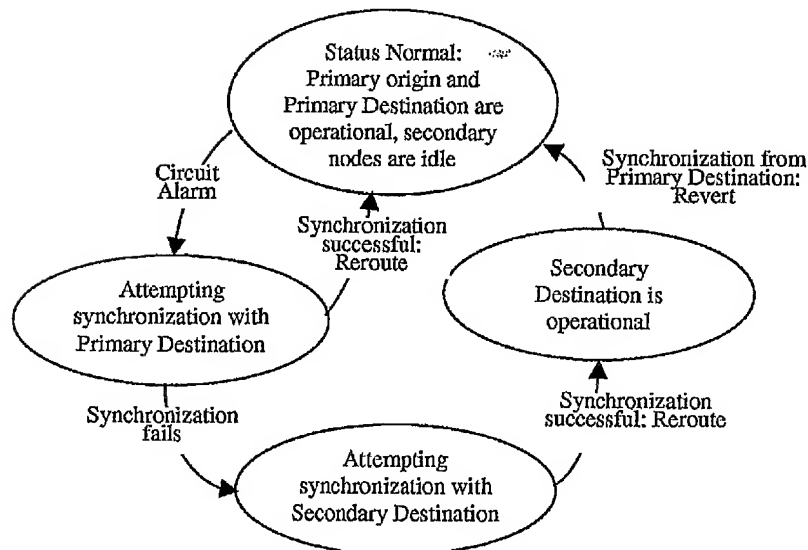 Status Normal:
Primary origin and
Primary Destination are
operational, secondary
nodes are idle
Circuit
Alarm
Synchronization
successful:
Reroute
Synchronization from
Primary Destination:
Revert
Attempting
synchronization with
Primary Destination
Secondary
Destination is
operational
Synchronization
fails
Synchronization
successful: Reroute
Attempting
synchronization with
Secondary Destination